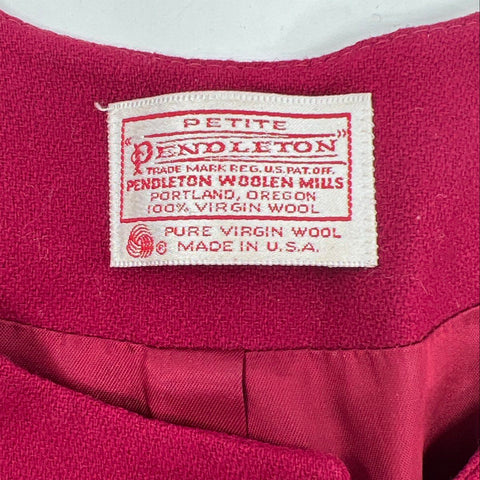 PETITE
"PENDLETON"
TRADE MARK REG. U.S. PAT. OFF.
PENDLETON WOOLEN MILLS
PORTLAND, OREGON
100% VIRGIN WOOL
® PURE VIRGIN WOOL
MADE IN U.S.A.